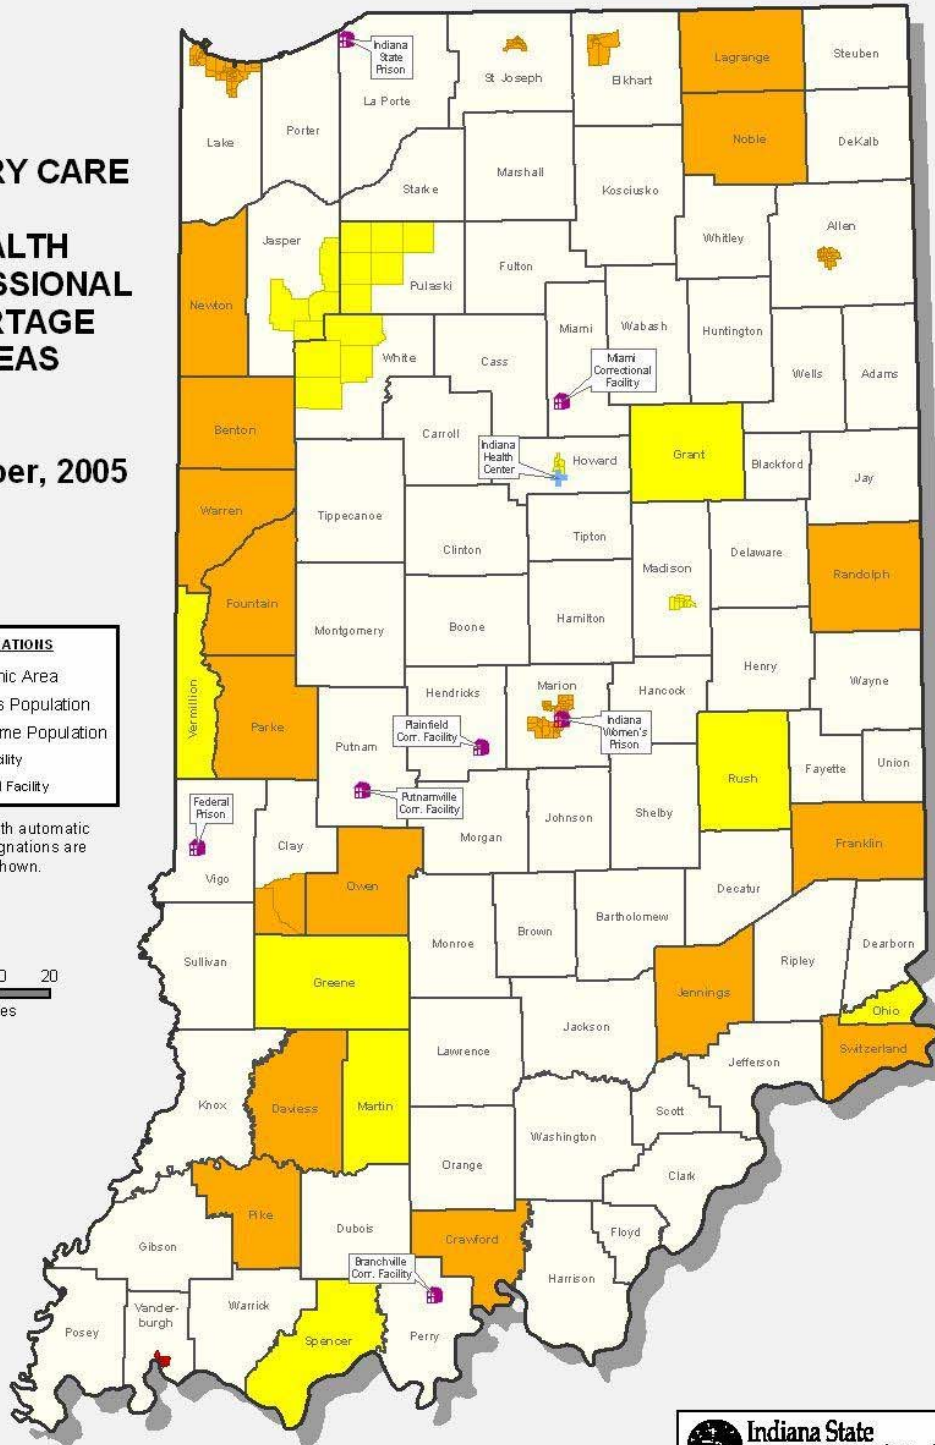 RY CARE
ALTH
SSIONAL
RTAGE
EAS
ber, 2005
ATIONS
nic Area
s Population
me Population
cility
l Facility
th automatic
gnations are
hown.
0 20
es
Indiana
State
Prison
St Joseph
Elkhart
Lagrange
Steuben
La Porte
Lake
Porter
Noble
DeKalb
Starke
Marshall
Kosciusko
Jasper
Whitley
Allen
Newton
Pulaski
Fulton
Miami
Wabash
Huntington
White
Cass
Miami
Correctional
Facility
Wells
Adams
Benton
Carroll
Indiana
Health
Center
Howard
Grant
Blackford
Jay
Warren
Tippecanoe
Clinton
Tipton
Madison
Delaware
Randolph
Fountain
Montgomery
Boone
Hamilton
Henry
Wayne
Vermillion
Parke
Putnam
Hendricks
Plainfield
Corr. Facility
Marion
Indiana
Women's
Prison
Hancock
Rush
Fayette
Union
Federal
Prison
Putnamville
Corr. Facility
Vigo
Clay
Morgan
Johnson
Shelby
Franklin
Owen
Decatur
Sullivan
Monroe
Brown
Bartholomew
Ripley
Dearborn
Greene
Jennings
Ohio
Jackson
Switzerland
Lawrence
Jefferson
Knox
Daviess
Martin
Scott
Washington
Orange
Clark
Pike
Dubois
Crawford
Floyd
Gibson
Branchville
Corr. Facility
Harrison
Posey
Vander-
burgh
Warrick
Spencer
Perry
Indiana State